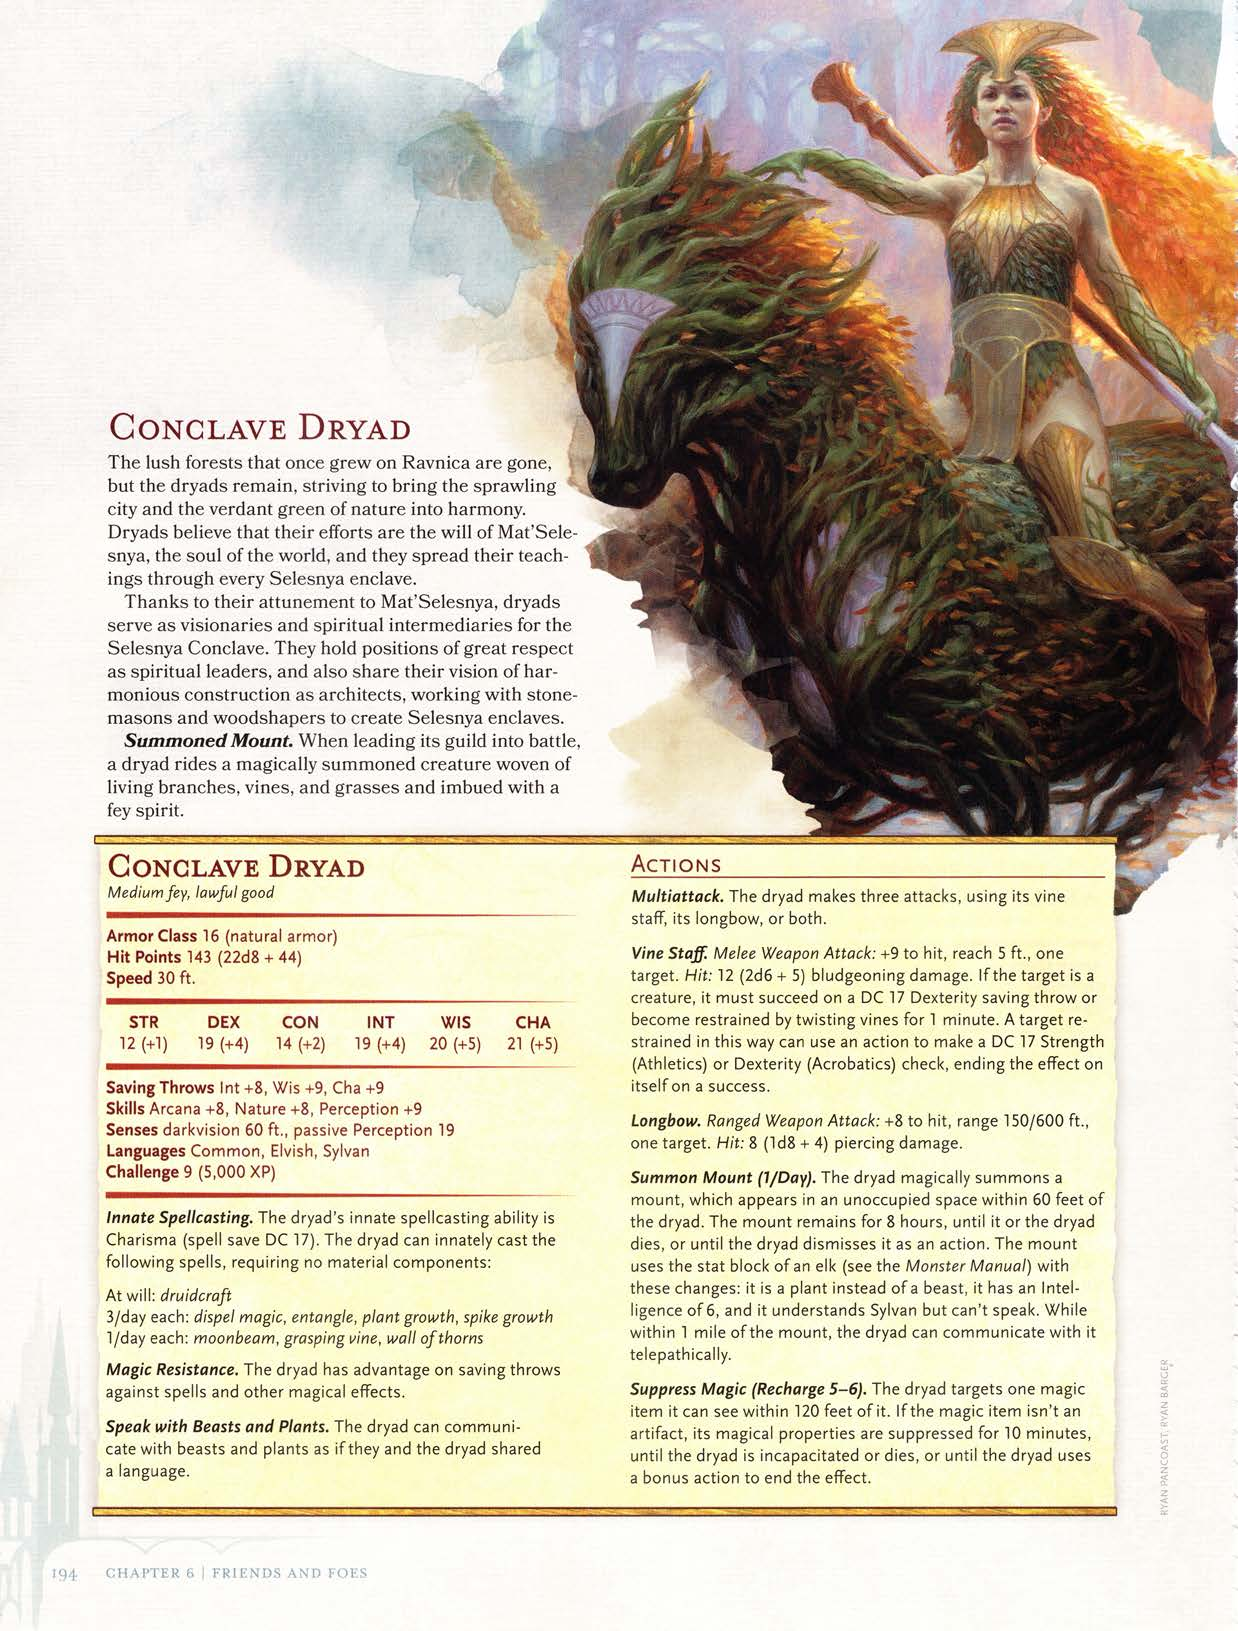 CONCLAVE DRYAD
The lush forests that once grew on Ravnica are gone,
but the dryads remain, striving to bring the sprawling
city and the verdant green of nature into harmony.
Dryads believe that their efforts are the will of Mat'Sele-
snya, the soul of the world, and they spread their teach-
ings through every Selesnya enclave.
Thanks to their attunement to Mat'Selesnya, dryads
serve as visionaries and spiritual intermediaries for the
Selesnya Conclave. They hold positions of great respect
as spiritual leaders, and also share their vision of har-
monious construction as architects, working with stone-
masons and woodshapers to create Selesnya enclaves.
Summoned Mount. When leading its guild into battle,
a dryad rides a magically summoned creature woven of
living branches, vines, and grasses and imbued with a
fey spirit.
CONCLAVE DRYAD
Medium fey, lawful good
Armor Class 16 (natural armor)
Hit Points 143 (22d8 + 44)
Speed 30 ft.
STR DEX CON INT WIS CHA
12 (+1) 19 (+4) 14 (+2) 19 (+4) 20 (+5) 21 (+5)
Saving Throws Int +8, Wis +9, Cha +9
Skills Arcana +8, Nature +8, Perception +9
Senses darkvision 60 ft., passive Perception 19
Languages Common, Elvish, Sylvan
Challenge 9 (5,000 XP)
Innate Spellcasting. The dryad's innate spellcasting ability is
Charisma (spell save DC 17). The dryad can innately cast the
following spells, requiring no material components:
At will: druidcraft
3/day each: dispel magic, entangle, plant growth, spike growth
1/day each: moonbeam, grasping vine, wall of thorns
Magic Resistance. The dryad has advantage on saving throws
against spells and other magical effects.
Speak with Beasts and Plants. The dryad can communi-
cate with beasts and plants as if they and the dryad shared
a language.
ACTIONS
Multiattack. The dryad makes three attacks, using its vine
staff, its longbow, or both.
Vine Staff. Melee Weapon Attack: +9 to hit, reach 5 ft., one
target. Hit: 12 (2d6 + 5) bludgeoning damage. If the target is a
creature, it must succeed on a DC 17 Dexterity saving throw or
become restrained by twisting vines for 1 minute. A target re-
strained in this way can use an action to make a DC 17 Strength
(Athletics) or Dexterity (Acrobatics) check, ending the effect on
itself on a success.
Longbow. Ranged Weapon Attack: +8 to hit, range 150/600 ft.,
one target. Hit: 8 (1d8 + 4) piercing damage.
Summon Mount (1/Day). The dryad magically summons a
mount, which appears in an unoccupied space within 60 feet of
the dryad. The mount remains for 8 hours, until it or the dryad
dies, or until the dryad dismisses it as an action. The mount
uses the stat block of an elk (see the Monster Manual) with
these changes: it is a plant instead of a beast, it has an Intel-
ligence of 6, and it understands Sylvan but can't speak. While
within 1 mile of the mount, the dryad can communicate with it
telepathically.
Suppress Magic (Recharge 5–6). The dryad targets one magic
item it can see within 120 feet of it. If the magic item isn't an
artifact, its magical properties are suppressed for 10 minutes,
until the dryad is incapacitated or dies, or until the dryad uses
a bonus action to end the effect.
RYAN PANCOAST, RYAN BARGER
194 CHAPTER 6 | FRIENDS AND FOES